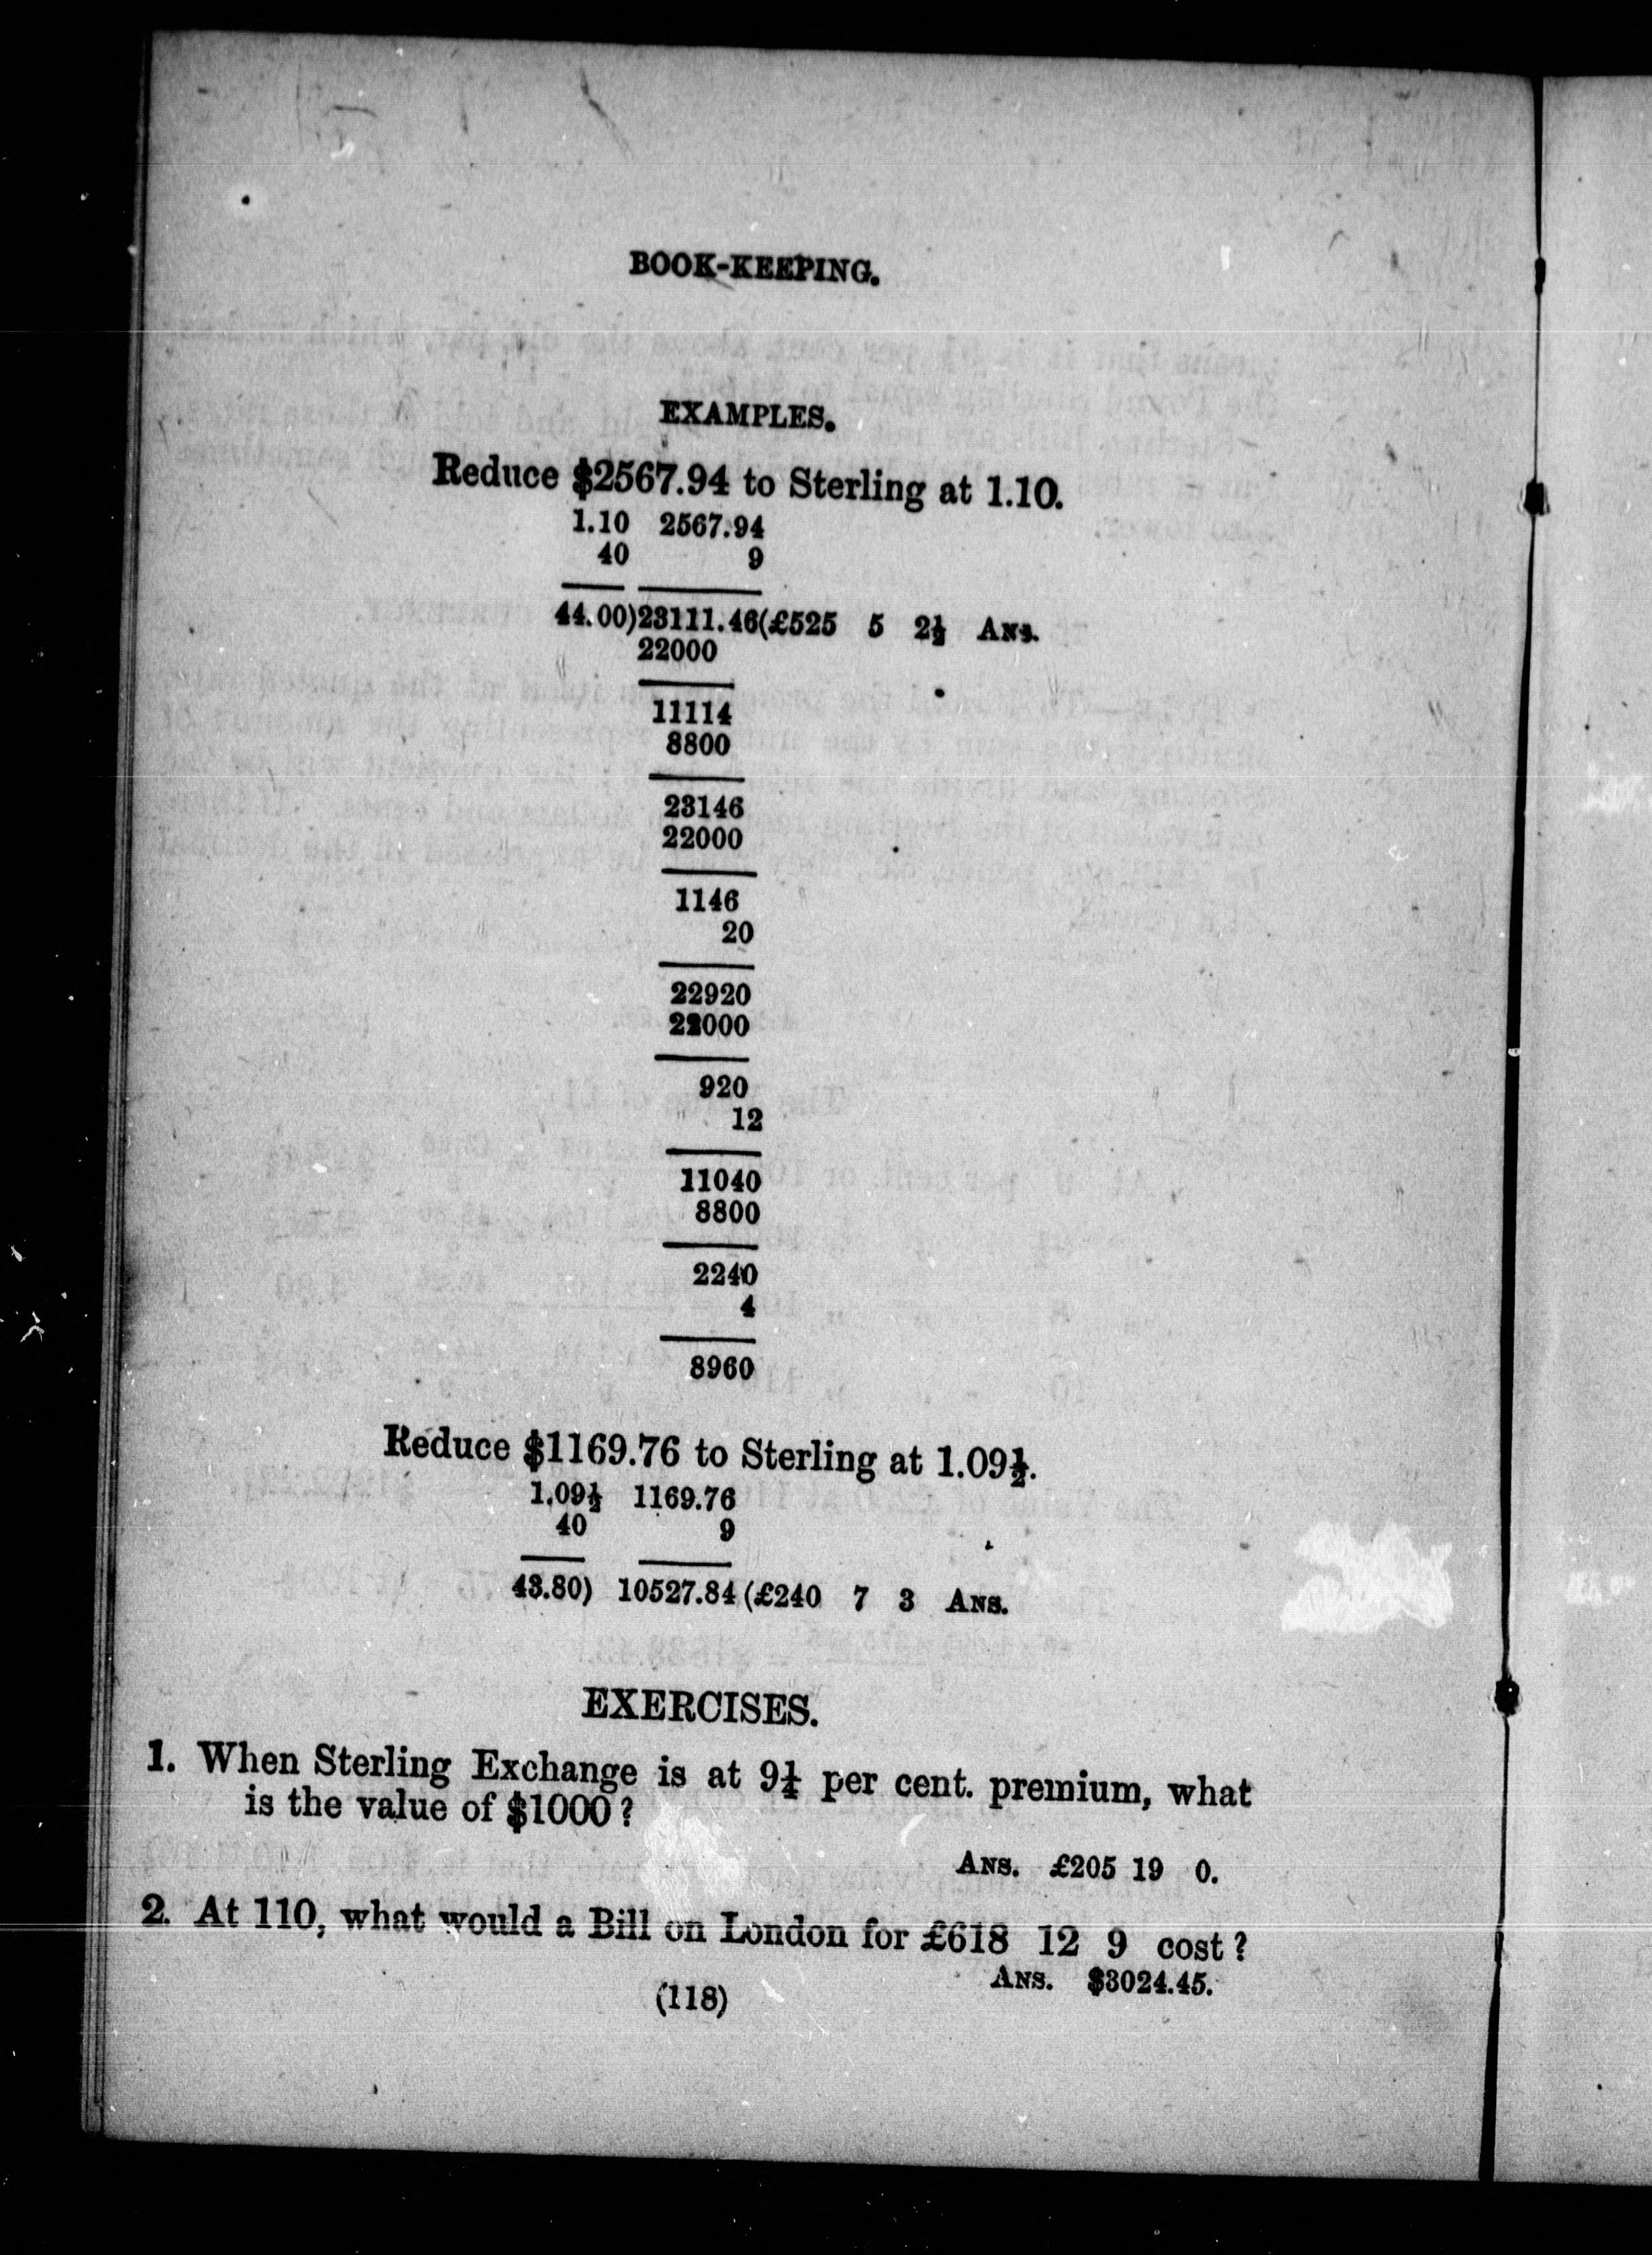 BOOK-KEEPING.
EXAMPLES.
Reduce $2567.94 to Sterling at 1.10.
1.10 2567.94
40 9
44.00)23111.46(£525 5 2½ Ans.
22000
11114
8800
23146
22000
1146
20
22920
22000
920
12
11040
8800
2240
4
8960
Reduce $1169.76 to Sterling at 1.09½.
1.09½ 1169.76
40 9
43.80) 10527.84 (£240 7 3 Ans.
EXERCISES.
1. When Sterling Exchange is at 9¼ per cent. premium, what
is the value of $1000?
Ans. £205 19 0.
2. At 110, what would a Bill on London for £618 12 9 cost?
Ans. $3024.45.
(118)